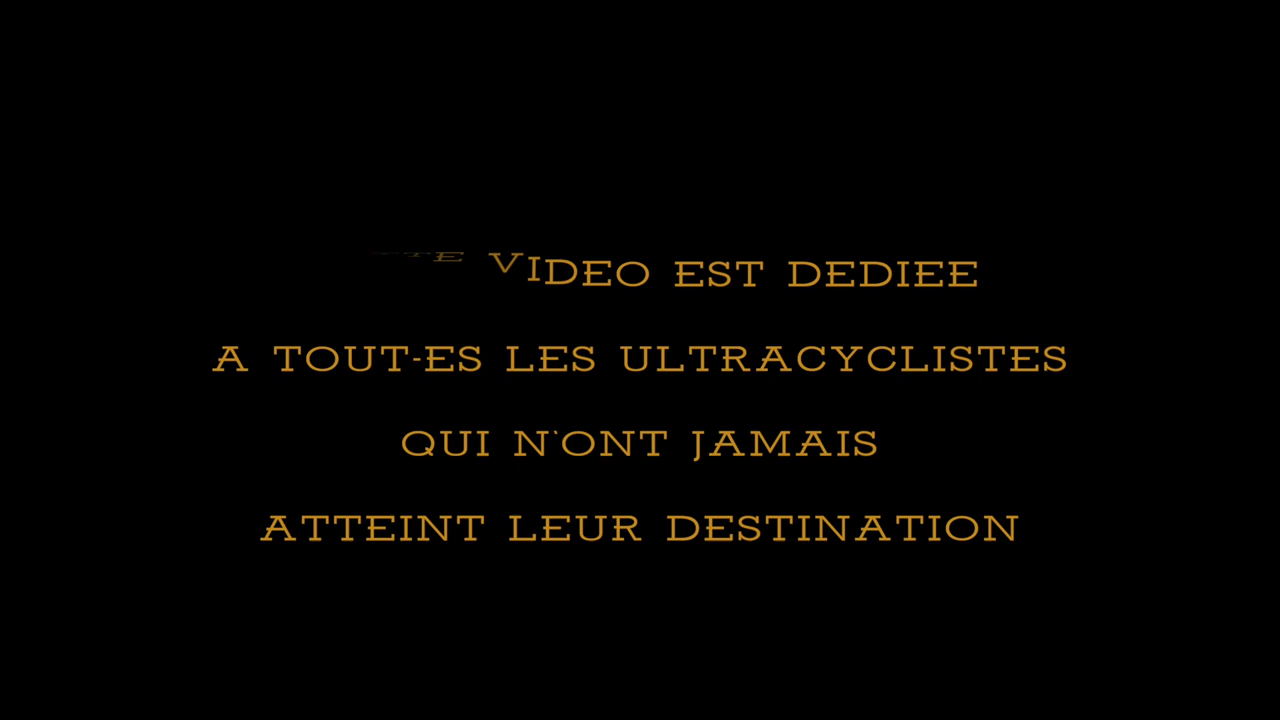 VIDEO EST DEDIEE
A TOUT-ES LES ULTRACYCLISTES
QUI N'ONT JAMAIS
ATTEINT LEUR DESTINATION